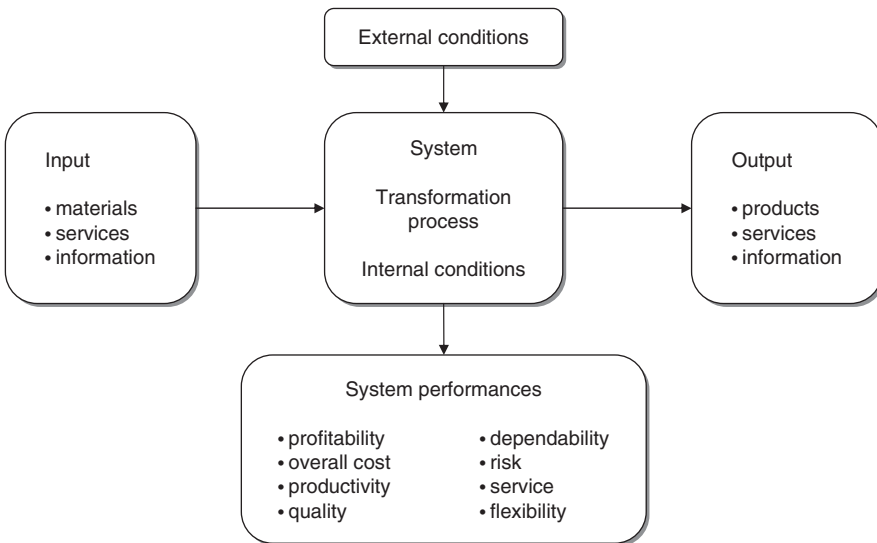 External conditions
Input
• materials
• services
• information
System
Transformation
process
Internal conditions
Output
• products
• services
• information
System performances
• profitability
• overall cost
• productivity
• quality
• dependability
• risk
• service
• flexibility